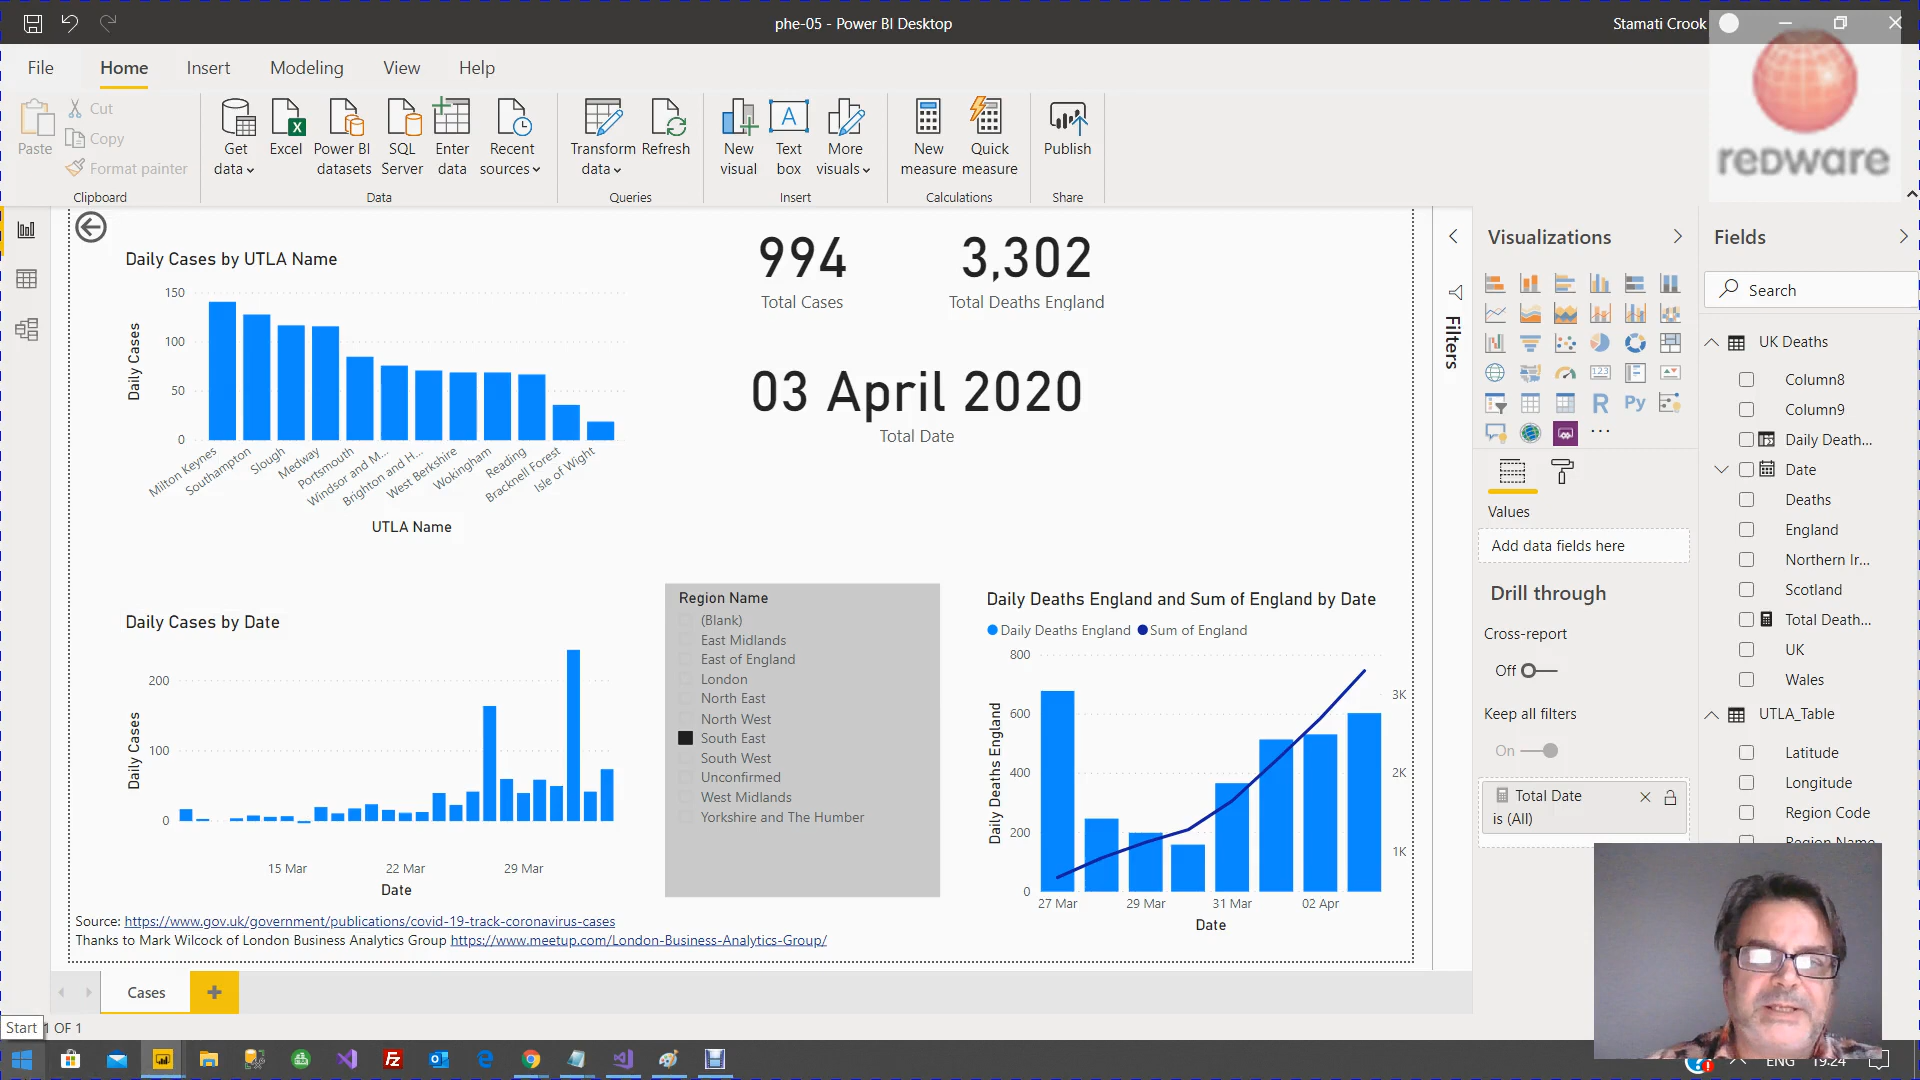 phe-05 - Power BI Desktop
Stamati Crook
File
Home
Insert
Modeling
View
Help
Paste
Cut
Copy
Format painter
Clipboard
Get data
Excel
Power BI datasets
SQL Server
Enter data
Recent sources
Data
Transform data
Refresh
Queries
New visual
Text box
More visuals
Insert
New measure
Quick measure
Calculations
Publish
Share
redware
Daily Cases by UTLA Name
Daily Cases
150
100
50
0
Milton Keynes
Southampton
Slough
Medway
Portsmouth
Windsor and M...
Brighton and H...
West Berkshire
Wokingham
Reading
Bracknell Forest
Isle of Wight
UTLA Name
994
Total Cases
3,302
Total Deaths England
03 April 2020
Total Date
Daily Cases by Date
Daily Cases
200
100
0
15 Mar
22 Mar
29 Mar
Date
Region Name
(Blank)
East Midlands
East of England
London
North East
North West
South East
South West
Unconfirmed
West Midlands
Yorkshire and The Humber
Daily Deaths England and Sum of England by Date
Daily Deaths England
Sum of England
Daily Deaths England
800
600
400
200
0
3K
2K
1K
27 Mar
29 Mar
31 Mar
02 Apr
Date
Source: https://www.gov.uk/government/publications/covid-19-track-coronavirus-cases
Thanks to Mark Wilcock of London Business Analytics Group https://www.meetup.com/London-Business-Analytics-Group/
Cases
Start
1 OF 1
Filters
Visualizations
123
R
Py
Values
Add data fields here
Drill through
Cross-report
Off
Keep all filters
On
Total Date
is (All)
Fields
Search
UK Deaths
Column8
Column9
Daily Death...
Date
Deaths
England
Northern Ir...
Scotland
Total Death...
UK
Wales
UTLA_Table
Latitude
Longitude
Region Code
Region Name
ENG
19:24